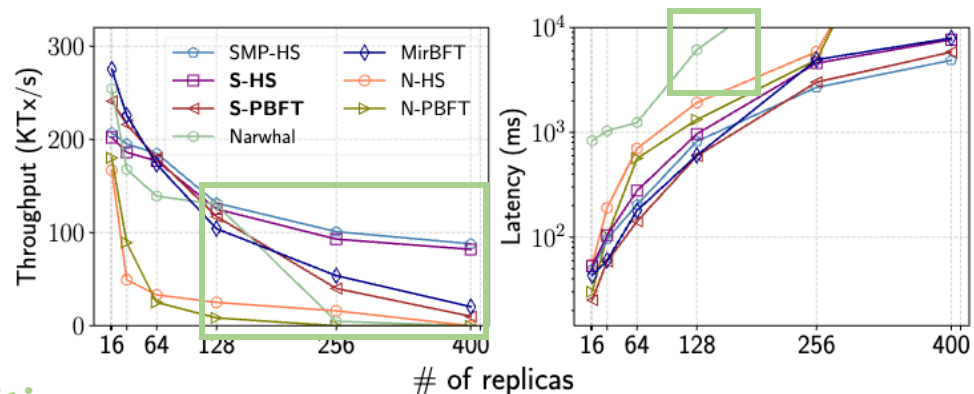 300
200
100
0
Throughput (KTx/s)
SMP-HS
S-HS
S-PBFT
Narwhal
MirBFT
N-HS
N-PBFT
16 64 128 256 400
10^4
10^3
10^2
Latency (ms)
16 64 128 256 400
# of replicas